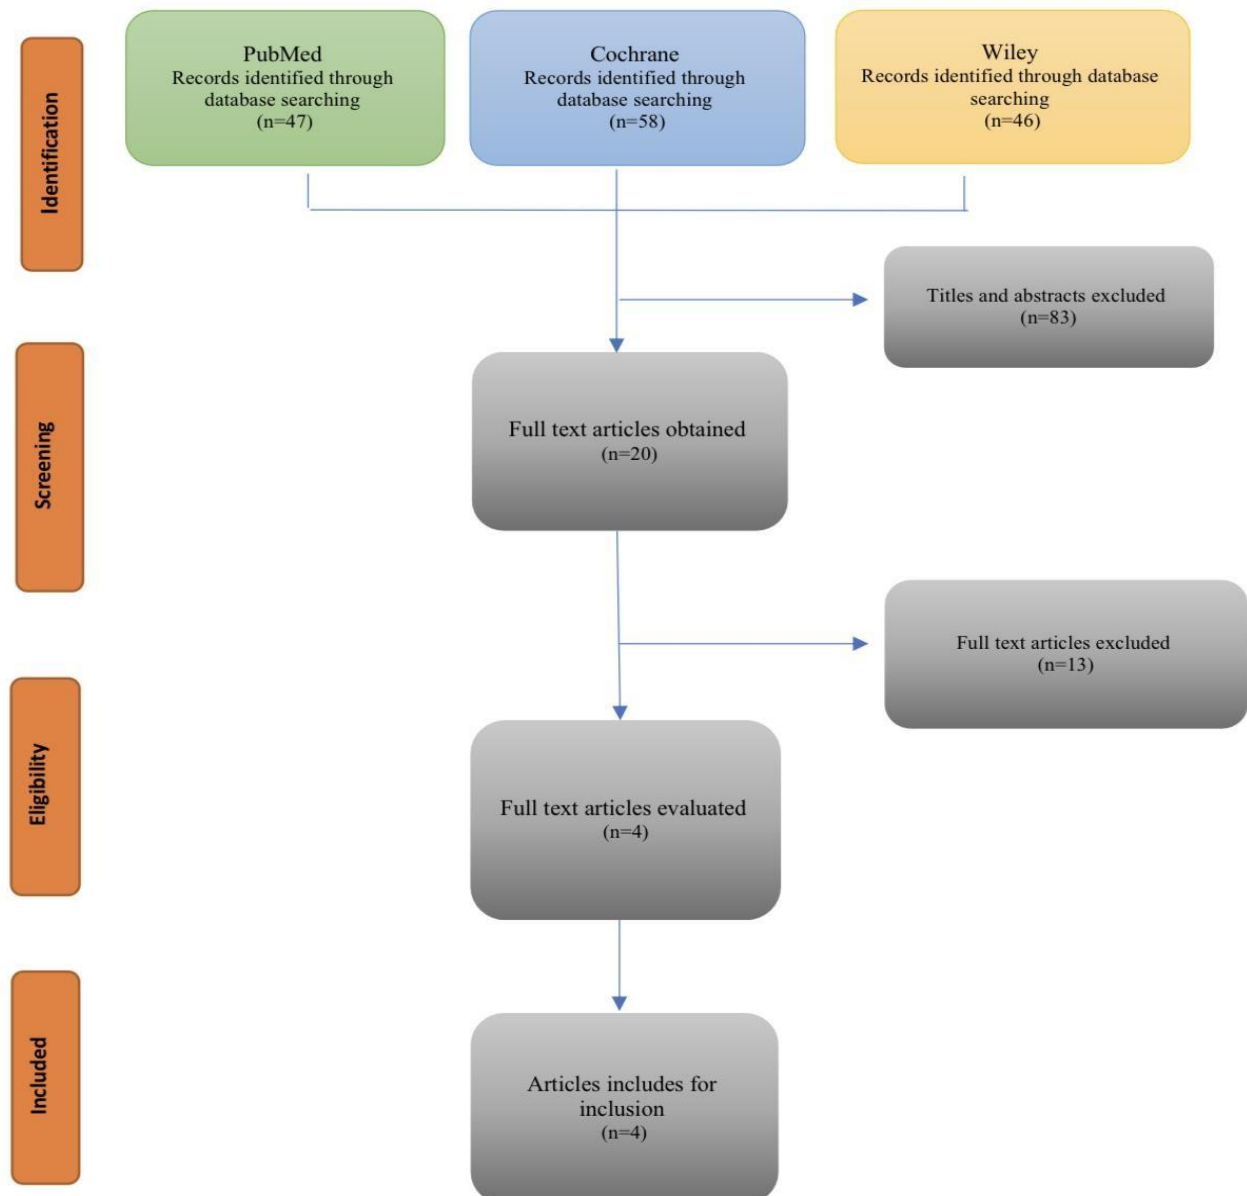 Identification
PubMed
Records identified through
database searching
(n=47)
Cochrane
Records identified through
database searching
(n=58)
Wiley
Records identified through database
searching
(n=46)
Titles and abstracts excluded
(n=83)
Screening
Full text articles obtained
(n=20)
Full text articles excluded
(n=13)
Eligibility
Full text articles evaluated
(n=4)
Included
Articles includes for
inclusion
(n=4)